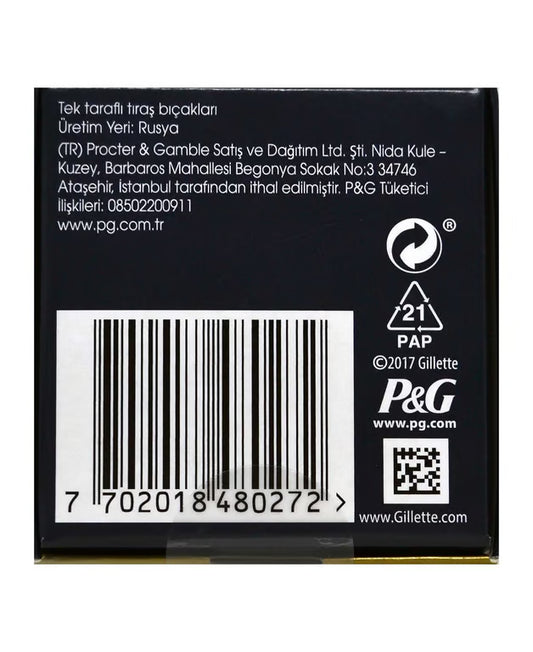 Tek taraflı tıraş bıçakları
Üretim Yeri: Rusya
(TR) Procter & Gamble Satış ve Dağıtım Ltd. Şti. Nida Kule –
Kuzey, Barbaros Mahallesi Begonya Sokak No:3 34746
Ataşehir, İstanbul tarafından ithal edilmiştir. P&G Tüketici
İlişkileri: 08502200911
www.pg.com.tr
®
21
PAP
©2017 Gillette
P&G
www.pg.com
7 702018 480272 >
www.Gillette.com